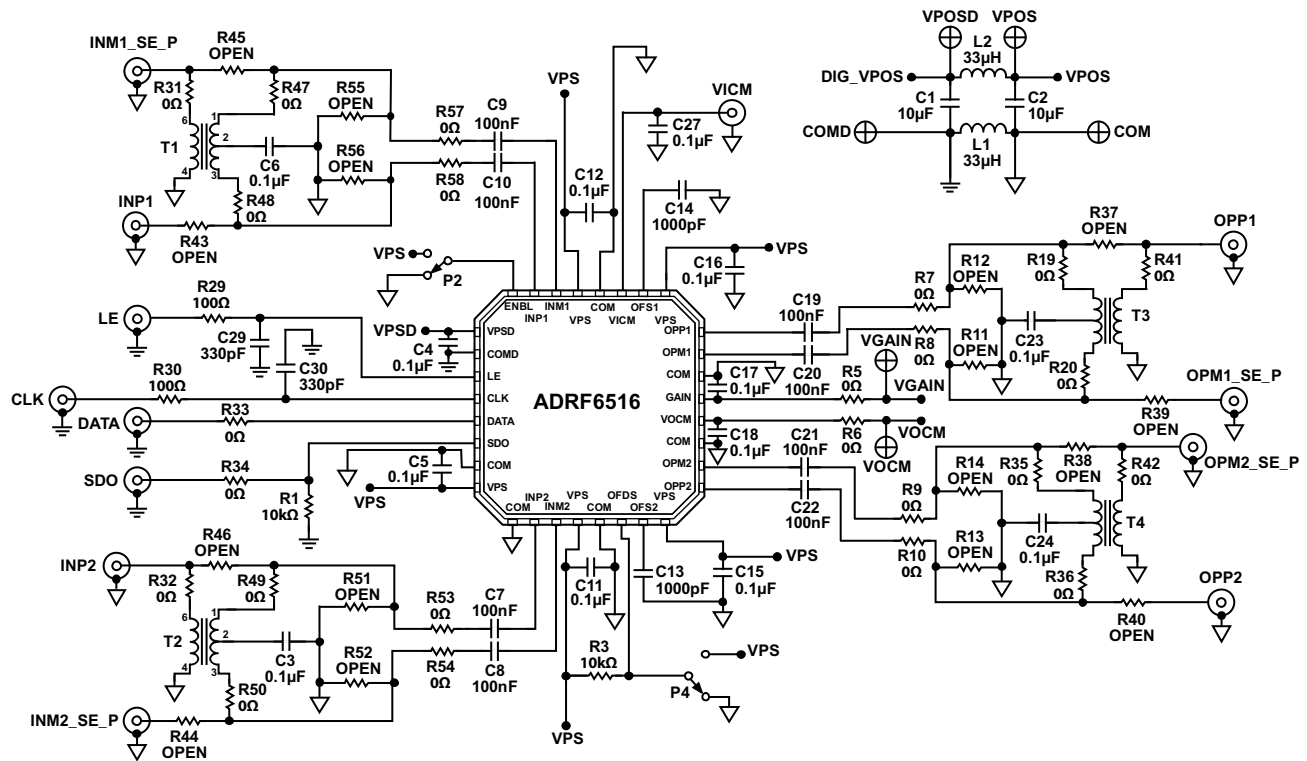 INM1_SE_P
R45
OPEN
R31
0Ω
R47
0Ω
R55
OPEN
6
1
T1
2
4
3
C6
0.1µF
R56
OPEN
R48
0Ω
INP1
R43
OPEN
R57
0Ω
C9
100nF
R58
0Ω
C10
100nF
VPS
C12
0.1µF
VICM
C27
0.1µF
C14
1000pF
C16
0.1µF
VPS
VPOSD
VPOS
L2
33µH
DIG_VPOS
VPOS
C1
10µF
C2
10µF
COMD
COM
L1
33µH
VPS
P2
LE
R29
100Ω
C29
330pF
C30
330pF
CLK
R30
100Ω
DATA
R33
0Ω
SDO
R34
0Ω
R1
10kΩ
VPSD
C4
0.1µF
C5
0.1µF
VPS
ENBL
INP1
INM1
VPS
COM
VICM
OFS1
VPS
VPSD
COMD
LE
CLK
DATA
SDO
COM
VPS
ADRF6516
OPP1
OPM1
COM
GAIN
VOCM
COM
OPM2
OPP2
COM
INP2
INM2
VPS
COM
OFDS
OFS2
VPS
C19
100nF
C20
100nF
R7
0Ω
R8
0Ω
C17
0.1µF
R5
0Ω
VGAIN
VGAIN
C18
0.1µF
R6
0Ω
VOCM
VOCM
C21
100nF
C22
100nF
R9
0Ω
R10
0Ω
R37
OPEN
OPP1
R12
OPEN
R19
0Ω
R41
0Ω
R11
OPEN
C23
0.1µF
T3
R20
0Ω
R39
OPEN
OPM1_SE_P
R38
OPEN
OPM2_SE_P
R14
OPEN
R35
0Ω
R42
0Ω
R13
OPEN
C24
0.1µF
T4
R36
0Ω
R40
OPEN
OPP2
INP2
R46
OPEN
R32
0Ω
R49
0Ω
R51
OPEN
6
1
T2
2
4
3
C3
0.1µF
R52
OPEN
R50
0Ω
INM2_SE_P
R44
OPEN
R53
0Ω
C7
100nF
R54
0Ω
C8
100nF
C11
0.1µF
C13
1000pF
C15
0.1µF
VPS
R3
10kΩ
P4
VPS
VPS